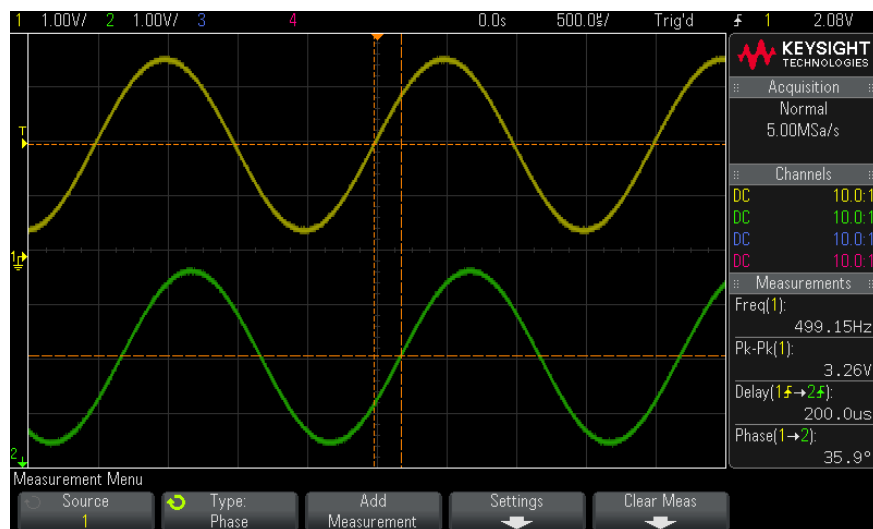 1 1.00V/ 2 1.00V/ 3 4 0.0s 500.0us/ Trig'd 1 2.08V
KEYSIGHT
TECHNOLOGIES
Acquisition
Normal
5.00MSa/s
Channels
DC 10.0:1
DC 10.0:1
DC 10.0:1
DC 10.0:1
Measurements
Freq(1):
499.15Hz
Pk-Pk(1):
3.26V
Delay(1→2):
200.0us
Phase(1→2):
35.9°
T
1
2
Measurement Menu
Source
1
Type:
Phase
Add
Measurement
Settings
Clear Meas